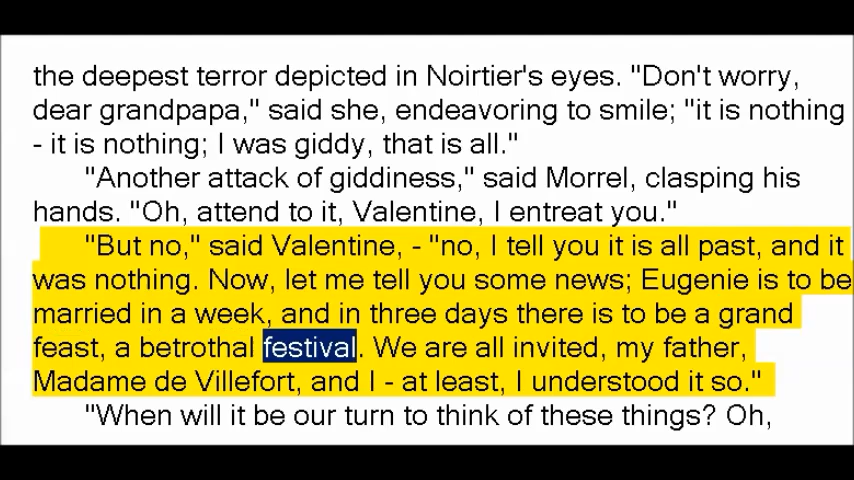 the deepest terror depicted in Noirtier's eyes. "Don't worry,
dear grandpapa," said she, endeavoring to smile; "it is nothing
- it is nothing; I was giddy, that is all."
"Another attack of giddiness," said Morrel, clasping his
hands. "Oh, attend to it, Valentine, I entreat you."
"But no," said Valentine, - "no, I tell you it is all past, and it
was nothing. Now, let me tell you some news; Eugenie is to be
married in a week, and in three days there is to be a grand
feast, a betrothal festival. We are all invited, my father,
Madame de Villefort, and I - at least, I understood it so."
"When will it be our turn to think of these things? Oh,